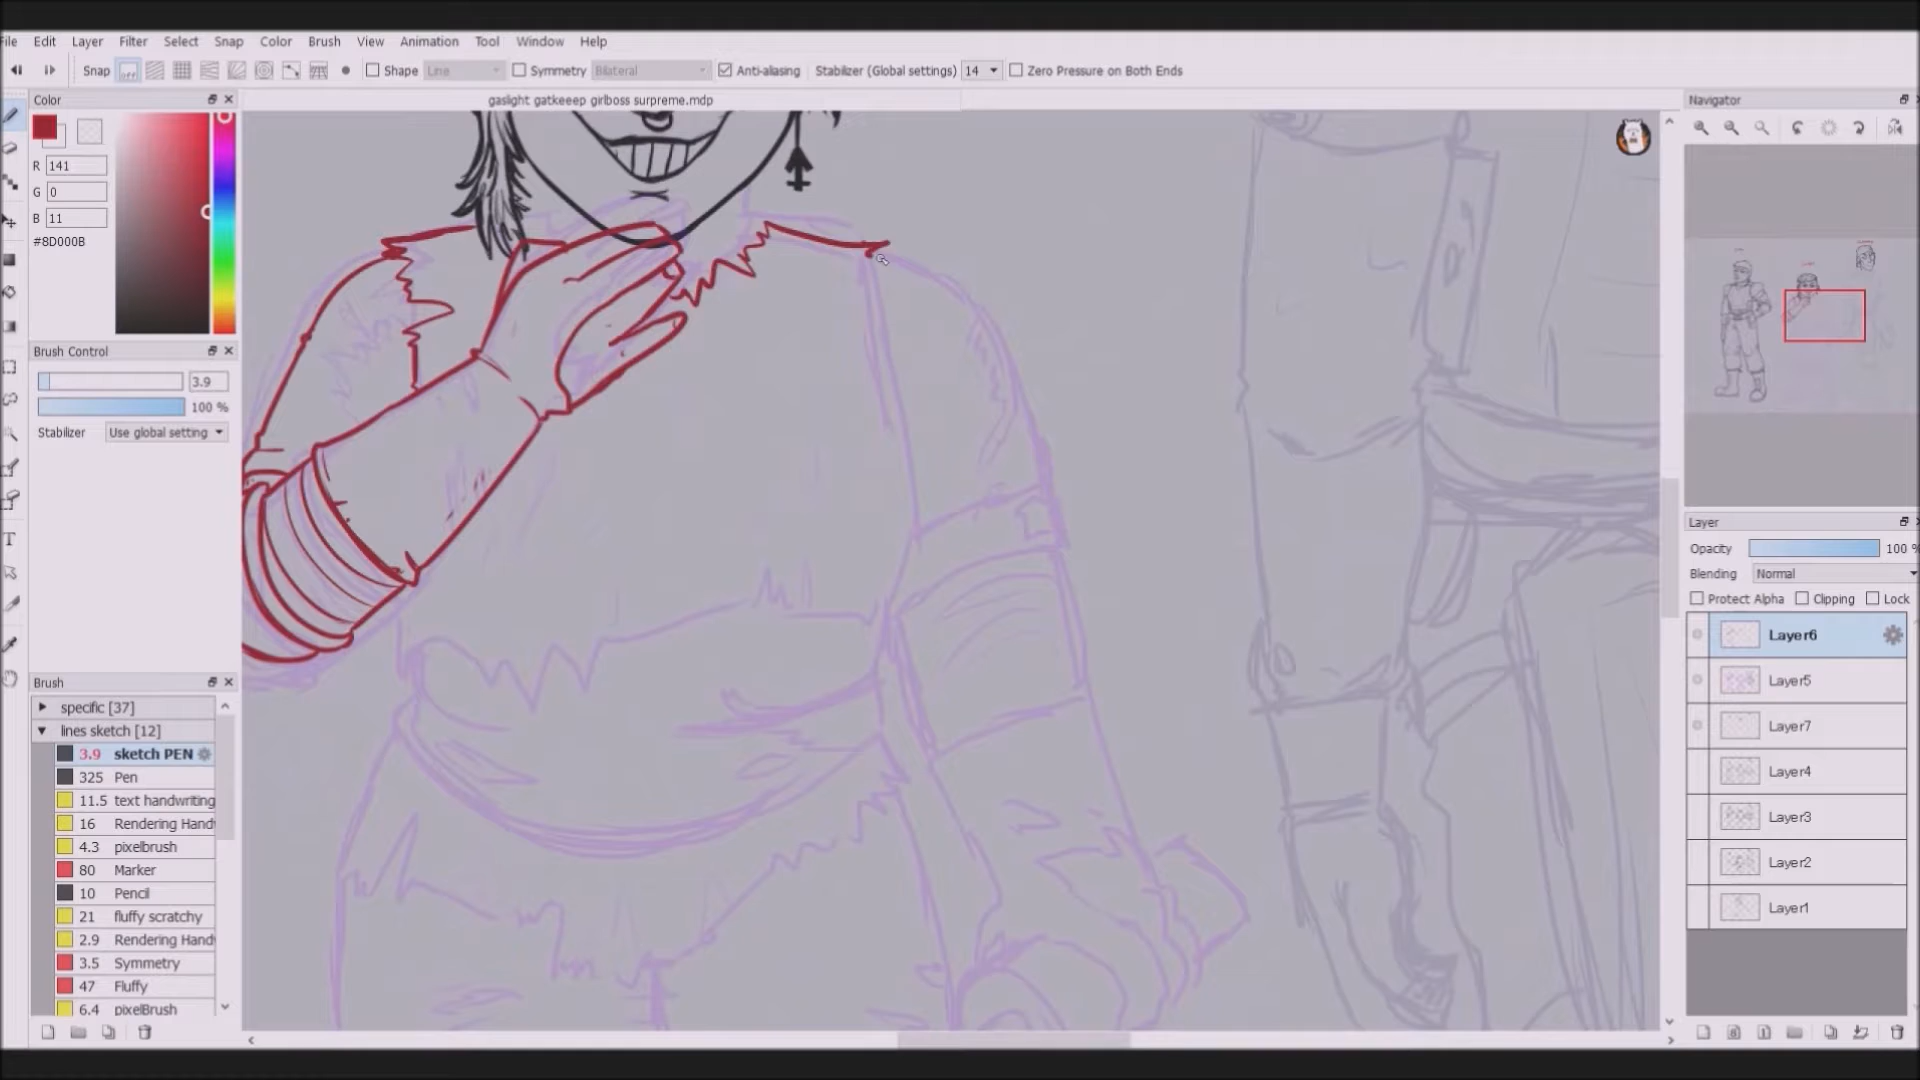 File Edit Layer Filter Select Snap Color Brush View Animation Tool Window Help
Snap off Shape Line Symmetry Bilateral Anti-aliasing Stabilizer (Global settings) 14 Zero Pressure on Both Ends
Color
gaslight gatkeeep girlboss surpreme.mdp
R 141
G 0
B 11
#8D000B
Brush Control
3.9
100 %
Stabilizer Use global setting
Brush
specific [37]
lines sketch [12]
3.9 sketch PEN
325 Pen
11.5 text handwriting
16 Rendering Hand
4.3 pixelbrush
80 Marker
10 Pencil
21 fluffy scratchy
2.9 Rendering Hand
3.5 Symmetry
47 Fluffy
6.4 pixelBrush
Navigator
Layer
Opacity 100 %
Blending Normal
Protect Alpha Clipping Lock
Layer6
Layer5
Layer7
Layer4
Layer3
Layer2
Layer1